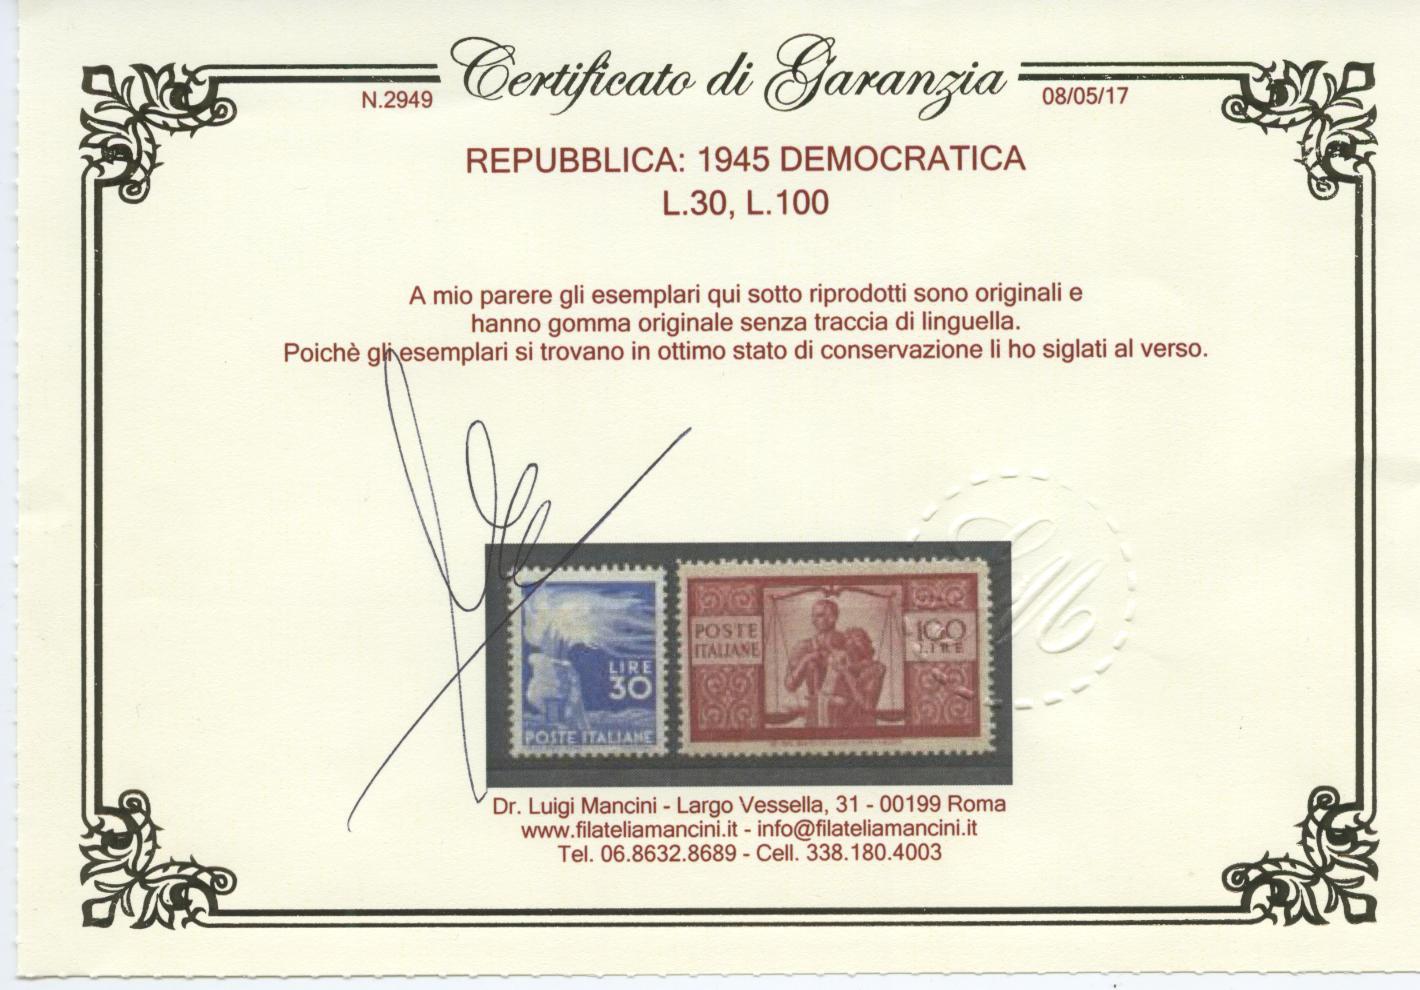 Certificato di Garanzia
N.2949
08/05/17
REPUBBLICA: 1945 DEMOCRATICA
L.30, L.100
A mio parere gli esemplari qui sotto riprodotti sono originali e
hanno gomma originale senza traccia di linguella.
Poichè gli esemplari si trovano in ottimo stato di conservazione li ho siglati al verso.
LIRE
30
POSTE ITALIANE
POSTE
ITALIANE
100
LIRE
Dr. Luigi Mancini - Largo Vessella, 31 - 00199 Roma
www.filateliamancini.it - info@filateliamancini.it
Tel. 06.8632.8689 - Cell. 338.180.4003